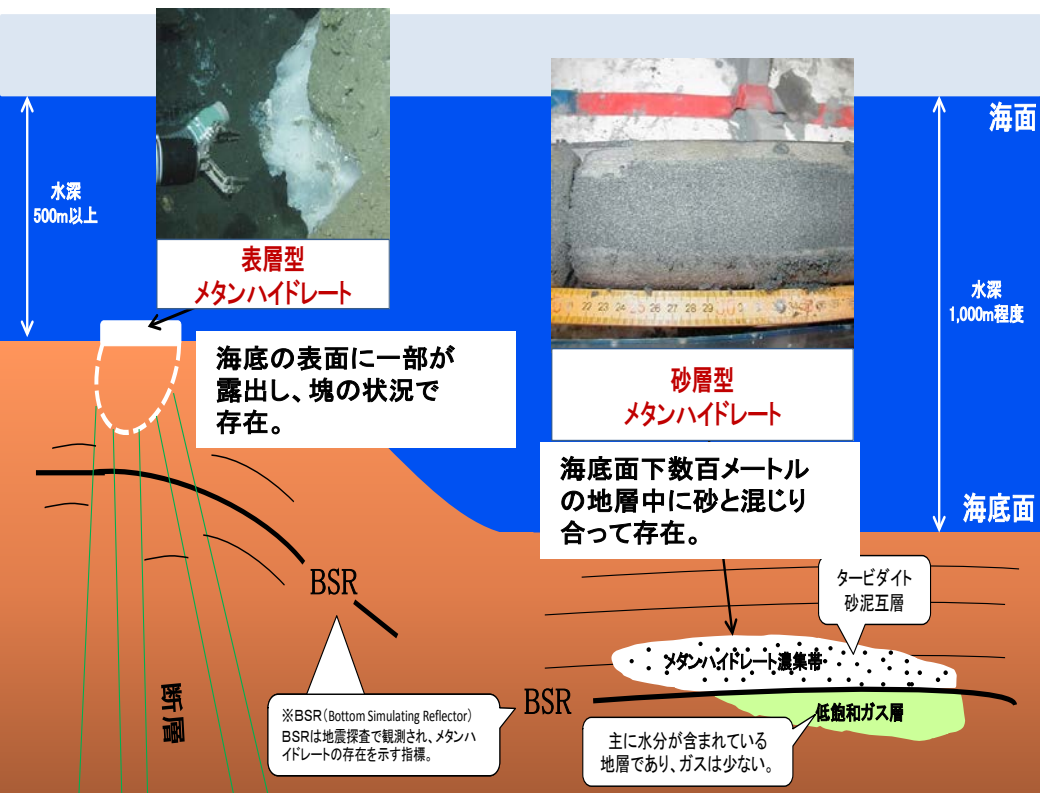 海面
水深
500m以上
表層型
メタンハイドレート
海底の表面に一部が
露出し、塊の状況で
存在。
22 23 24 25 26 27 28 29 30
砂層型
メタンハイドレート
水深
1,000m程度
海底面下数百メートル
の地層中に砂と混じり
合って存在。
海底面
タービダイト
砂泥互層
BSR
メタンハイドレート濃集帯
BSR
低飽和ガス層
断層
※BSR(Bottom Simulating Reflector)
BSRは地震探査で観測され、メタンハ
イドレートの存在を示す指標。
主に水分が含まれている
地層であり、ガスは少ない。